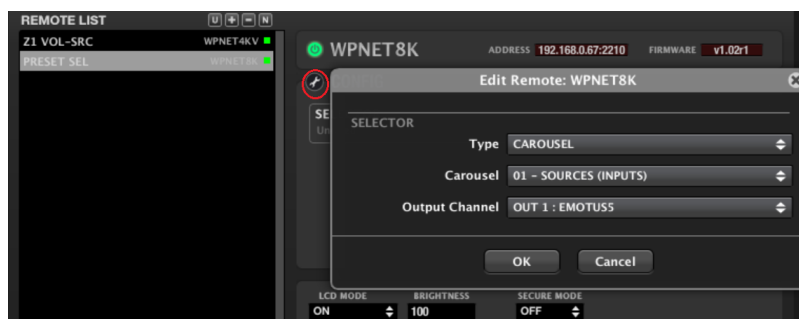 REMOTE LIST U + - N
Z1 VOL-SRC WPNET4KV
PRESET SEL WPNET8K
WPNET8K ADDRESS 192.168.0.67:2210 FIRMWARE v1.02r1
Edit Remote: WPNET8K
SE
Un
SELECTOR
Type CAROUSEL
Carousel 01 - SOURCES (INPUTS)
Output Channel OUT 1 : EMOTUS5
OK Cancel
LCD MODE BRIGHTNESS SECURE MODE
ON 100 OFF